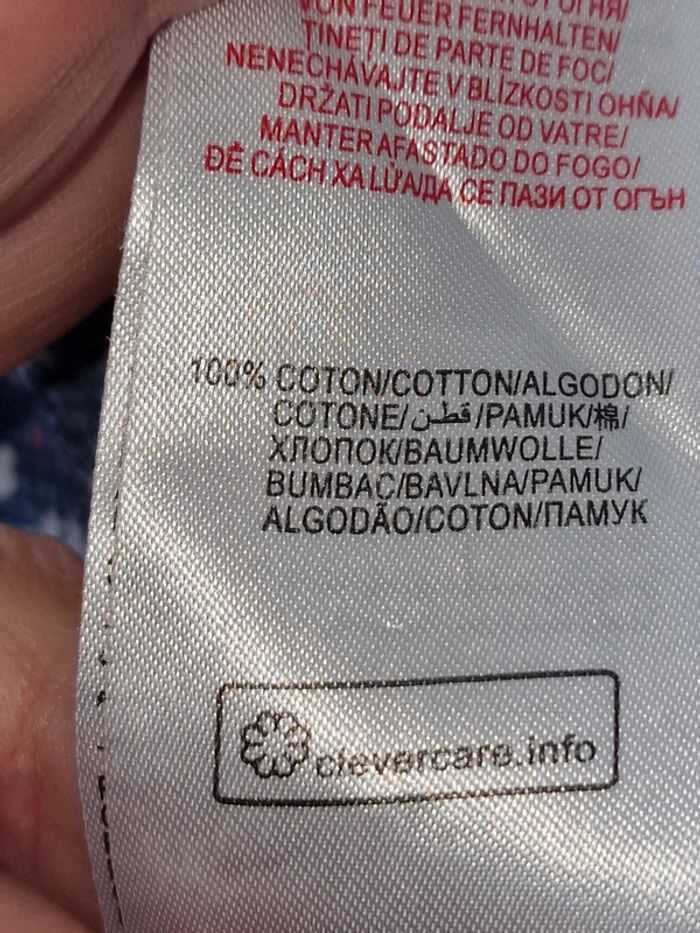 VON FEUER FERNHALTEN/
ȚINEȚI DE PARTE DE FOC/
NENECHÁVAJTE V BLÍZKOSTI OHŇA/
DRŽATI PODALJE OD VATRE/
MANTER AFASTADO DO FOGO/
ĐỂ CÁCH XA LỬA/ДА СЕ ПАЗИ ОТ ОГЪН
100% COTON/COTTON/ALGODON/
COTONE/قطن/PAMUK/棉/
ХЛОПОК/BAUMWOLLE/
BUMBAC/BAVLNA/PAMUK/
ALGODÃO/COTON/ПАМУК
clevercare.info